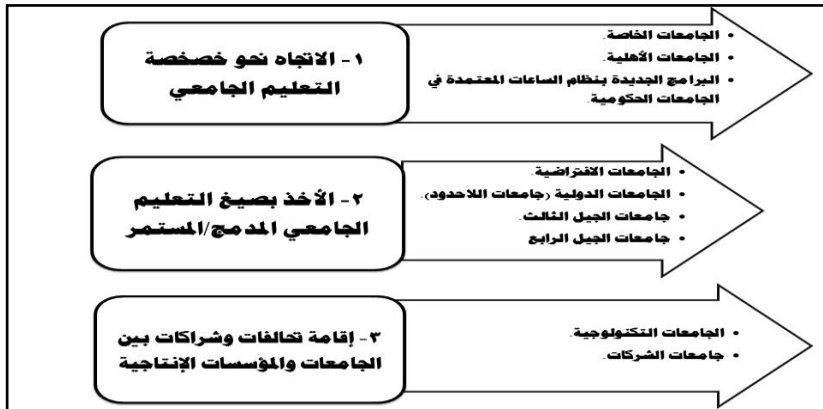 ١- الاتجاه نحو خصخصة
التعليم الجامعي
• الجامعات الخاصة.
• الجامعات الأهلية.
• البرامج الجديدة بنظام الساعات المعتمدة في
الجامعات الحكومية.
٢- الأخذ بصيغ التعليم
الجامعي المدمج/المستمر
• الجامعات الافتراضية.
• الجامعات الدولية (جامعات اللاحدود).
• جامعات الجيل الثالث.
• جامعات الجيل الرابع
٣- إقامة تحالفات وشراكات بين
الجامعات والمؤسسات الإنتاجية
• الجامعات التكنولوجية.
• جامعات الشركات.